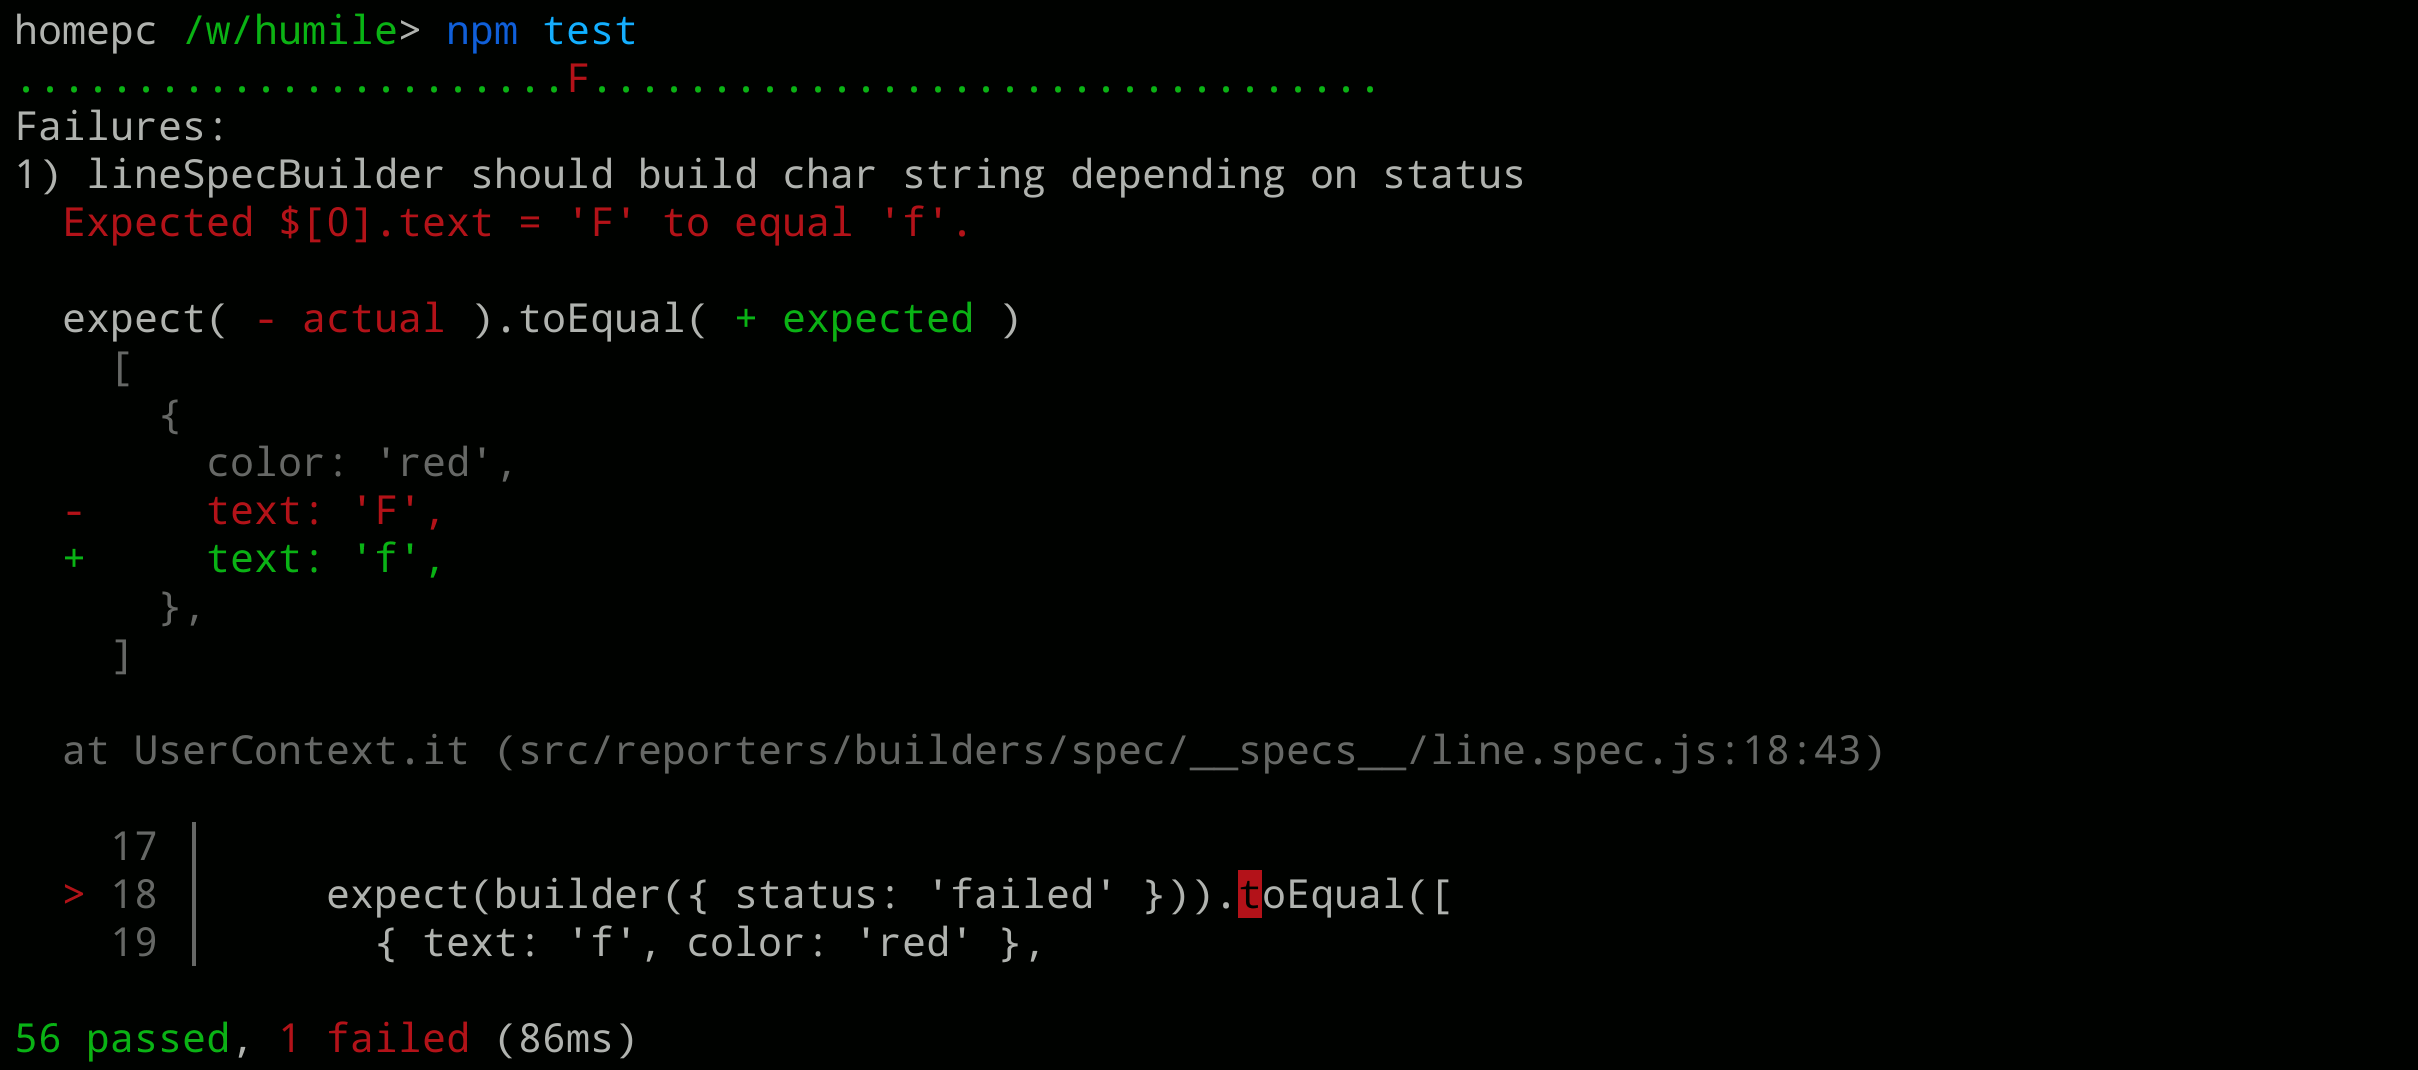 homepc /w/humile> npm test
.......................F.................................
Failures:
1) lineSpecBuilder should build char string depending on status
  Expected $[0].text = 'F' to equal 'f'.

  expect( - actual ).toEqual( + expected )
    [
      {
        color: 'red',
  -     text: 'F',
  +     text: 'f',
      },
    ]

  at UserContext.it (src/reporters/builders/spec/__specs__/line.spec.js:18:43)

    17 |
  > 18 |     expect(builder({ status: 'failed' })).toEqual([
    19 |       { text: 'f', color: 'red' },

56 passed, 1 failed (86ms)